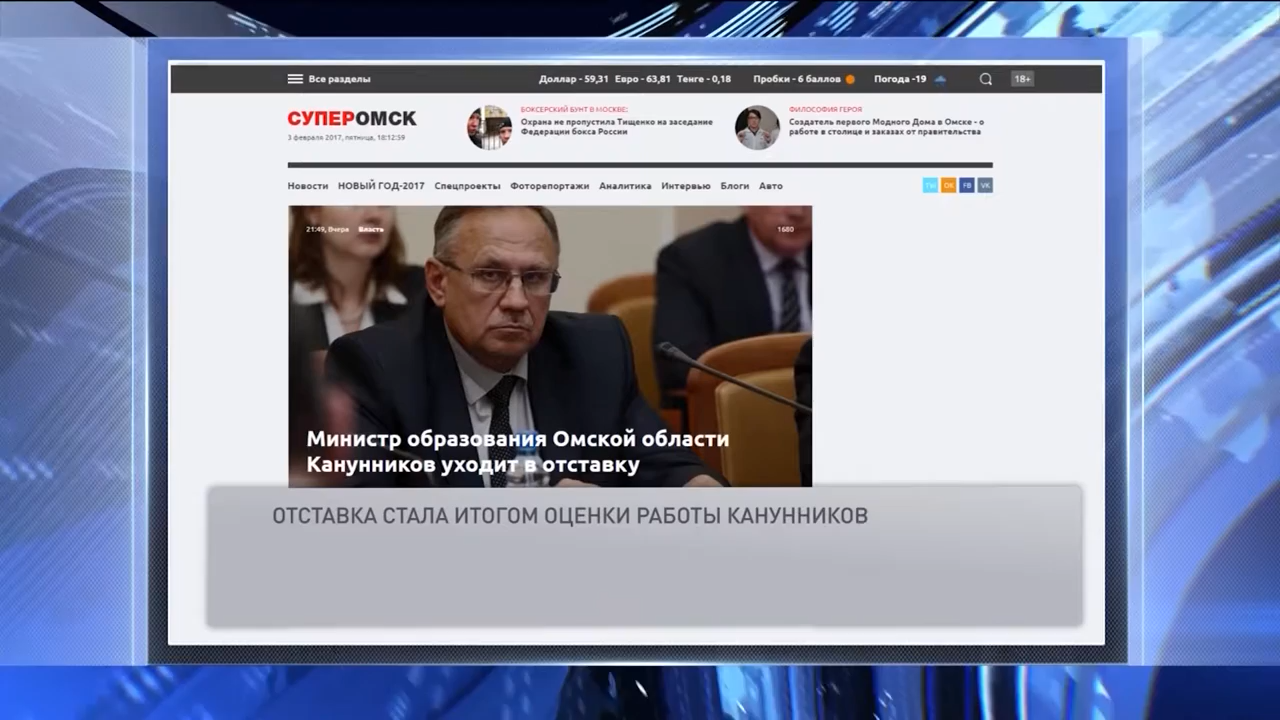 Все разделы
Доллар - 59,31 Евро - 63,81 Тенге - 0,18
Пробки - 6 баллов
Погода -19
18+
СУПЕРОМСК
3 февраля 2017, пятница, 18:12:59
БОКСЕРСКИЙ БУНТ В МОСКВЕ:
Охрана не пропустила Тищенко на заседание
Федерации бокса России
ФИЛОСОФИЯ ГЕРОЯ
Создатель первого Модного Дома в Омске - о
работе в столице и заказах от правительства
Новости НОВЫЙ ГОД-2017 Спецпроекты Фоторепортажи Аналитика Интервью Блоги Авто
TW OK FB VK
21:49, Вчера Власть
1680
Министр образования Омской области
Канунников уходит в отставку
ОТСТАВКА СТАЛА ИТОГОМ ОЦЕНКИ РАБОТЫ КАНУННИКОВ